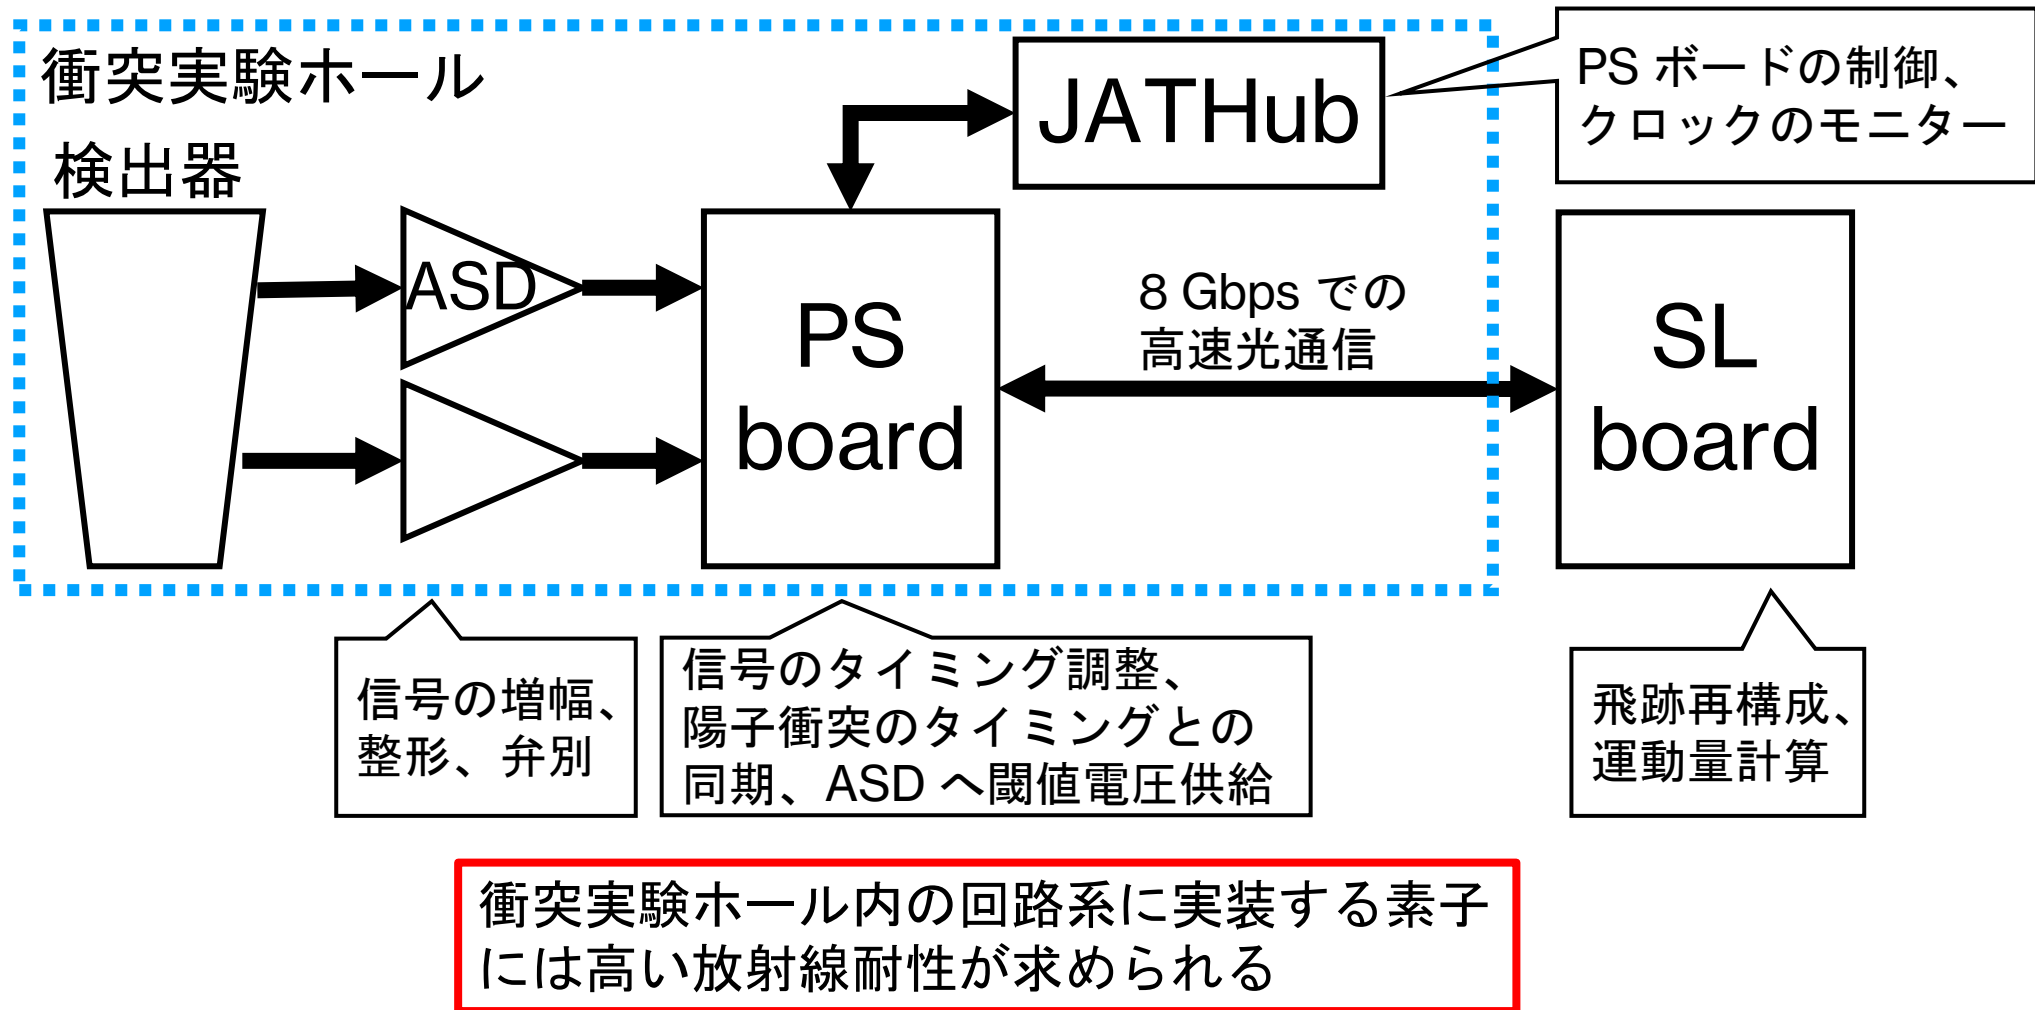 衝突実験ホール
検出器
ASD
PS
board
JATHub
PS ボードの制御、
クロックのモニター
8 Gbps での
高速光通信
SL
board
信号の増幅、
整形、弁別
信号のタイミング調整、
陽子衝突のタイミングとの
同期、ASD へ閾値電圧供給
飛跡再構成、
運動量計算
衝突実験ホール内の回路系に実装する素子
には高い放射線耐性が求められる